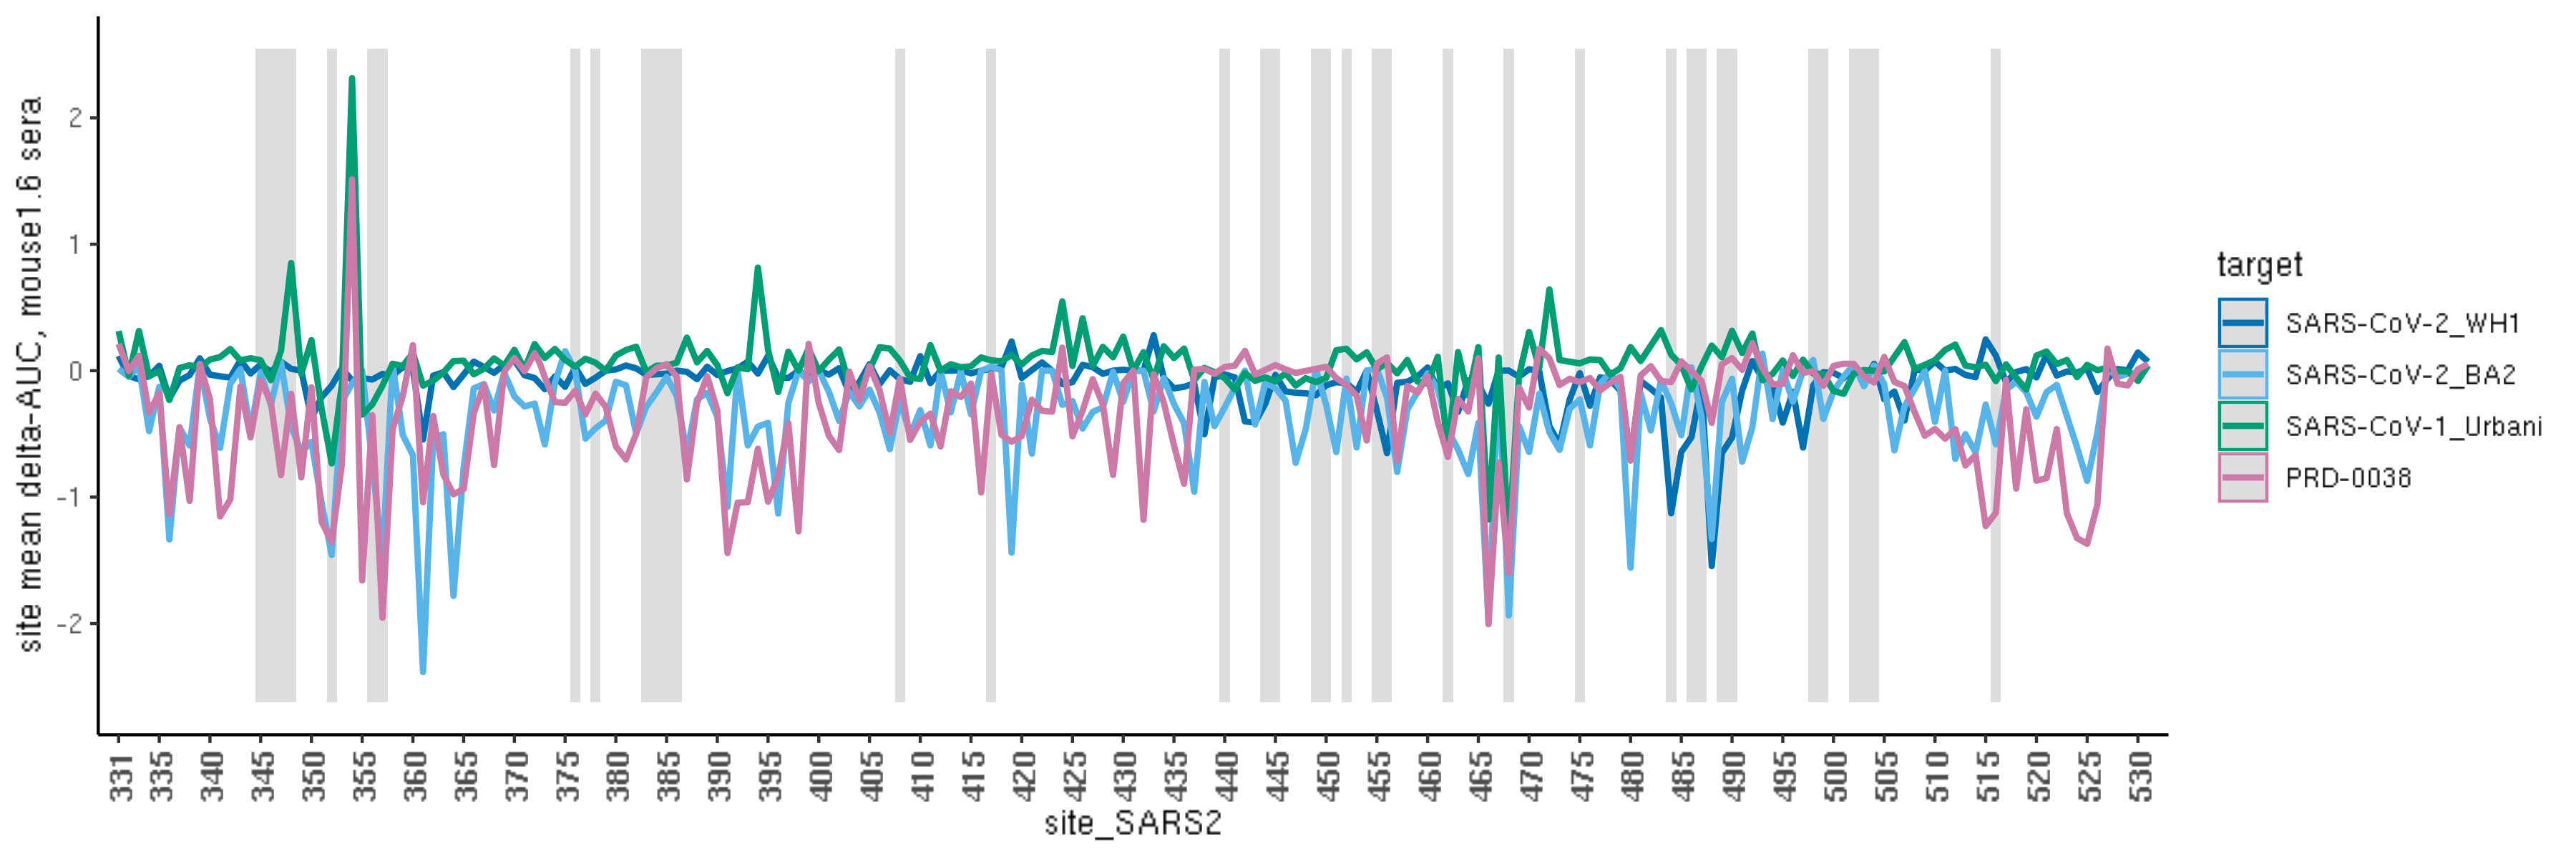 site mean delta-AUC, mouse1.6 sera
2
1
0
-1
-2
331 335 340 345 350 355 360 365 370 375 380 385 390 395 400 405 410 415 420 425 430 435 440 445 450 455 460 465 470 475 480 485 490 495 500 505 510 515 520 525 530
site_SARS2
target
SARS-CoV-2_WH1
SARS-CoV-2_BA2
SARS-CoV-1_Urbani
PRD-0038